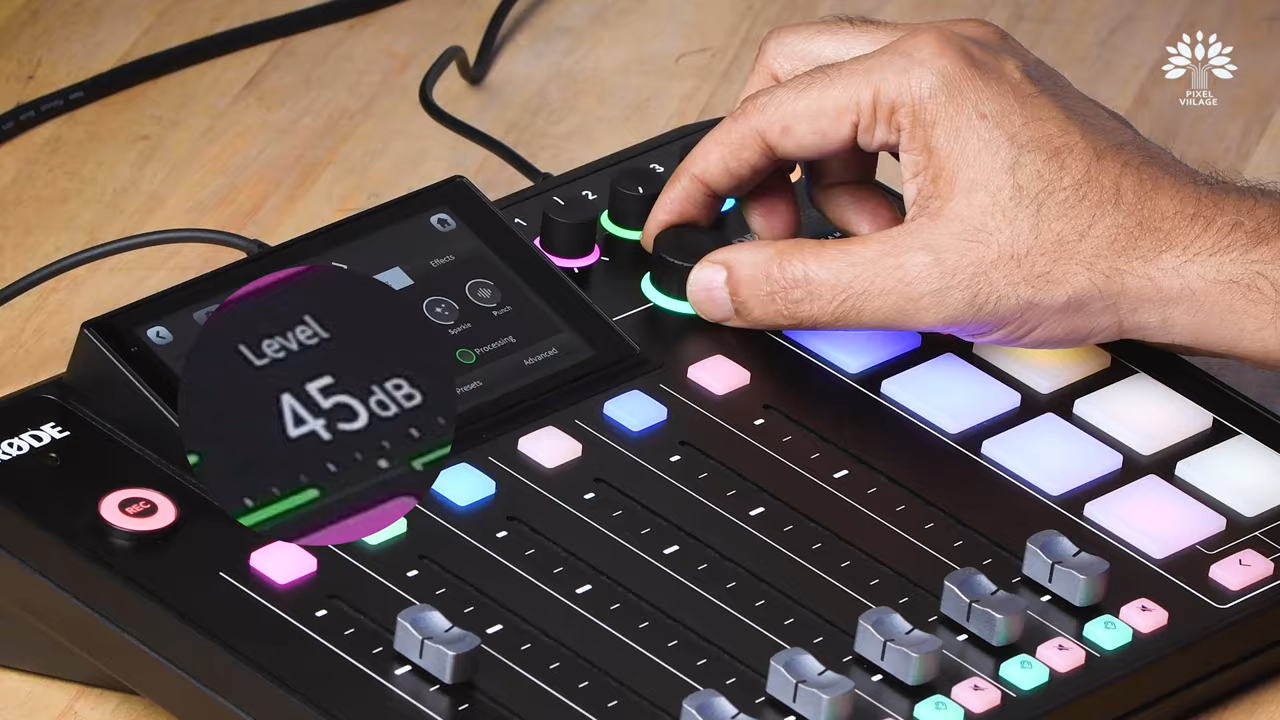 PIXEL
VIILAGE
1
2
3
Effects
Sparkle
Punch
Processing
Presets
Advanced
Level
45dB
RØDE
REC